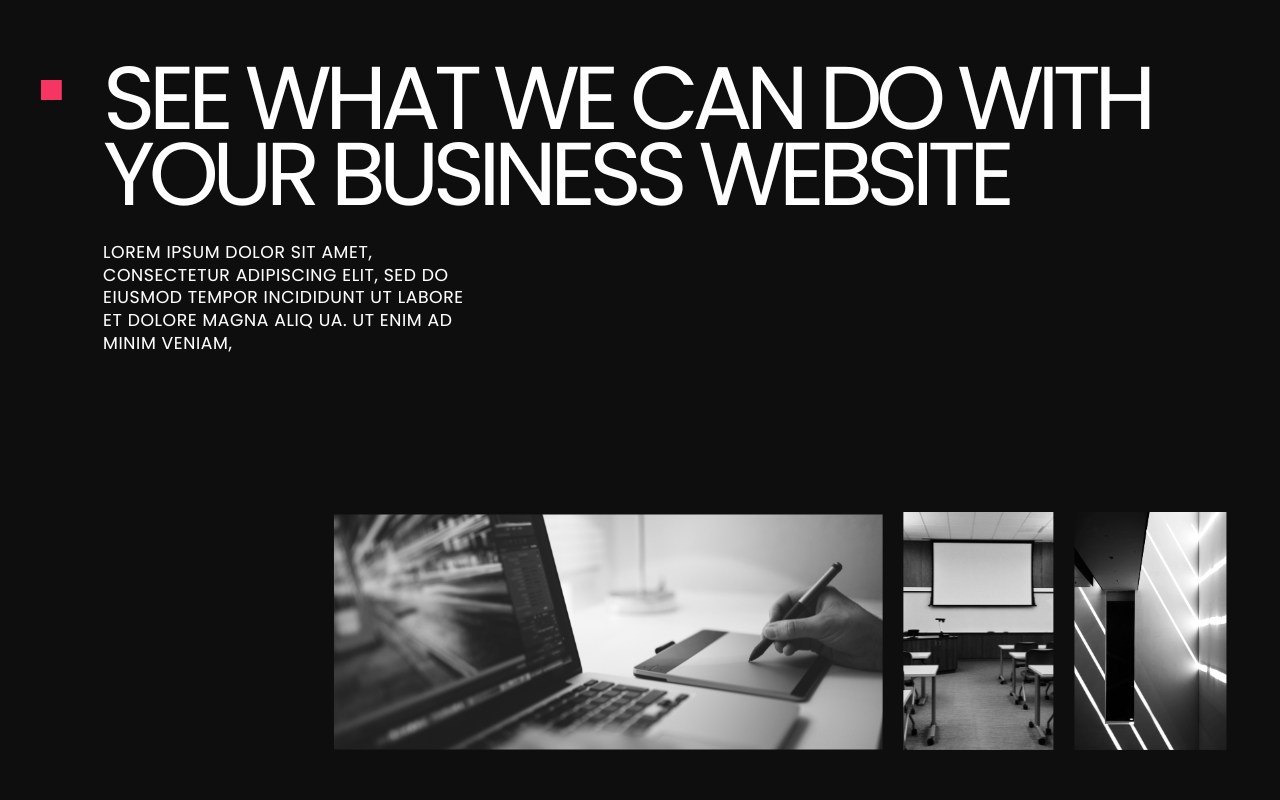 SEE WHAT WE CAN DO WITH
YOUR BUSINESS WEBSITE
LOREM IPSUM DOLOR SIT AMET,
CONSECTETUR ADIPISCING ELIT, SED DO
EIUSMOD TEMPOR INCIDIDUNT UT LABORE
ET DOLORE MAGNA ALIQ UA. UT ENIM AD
MINIM VENIAM,